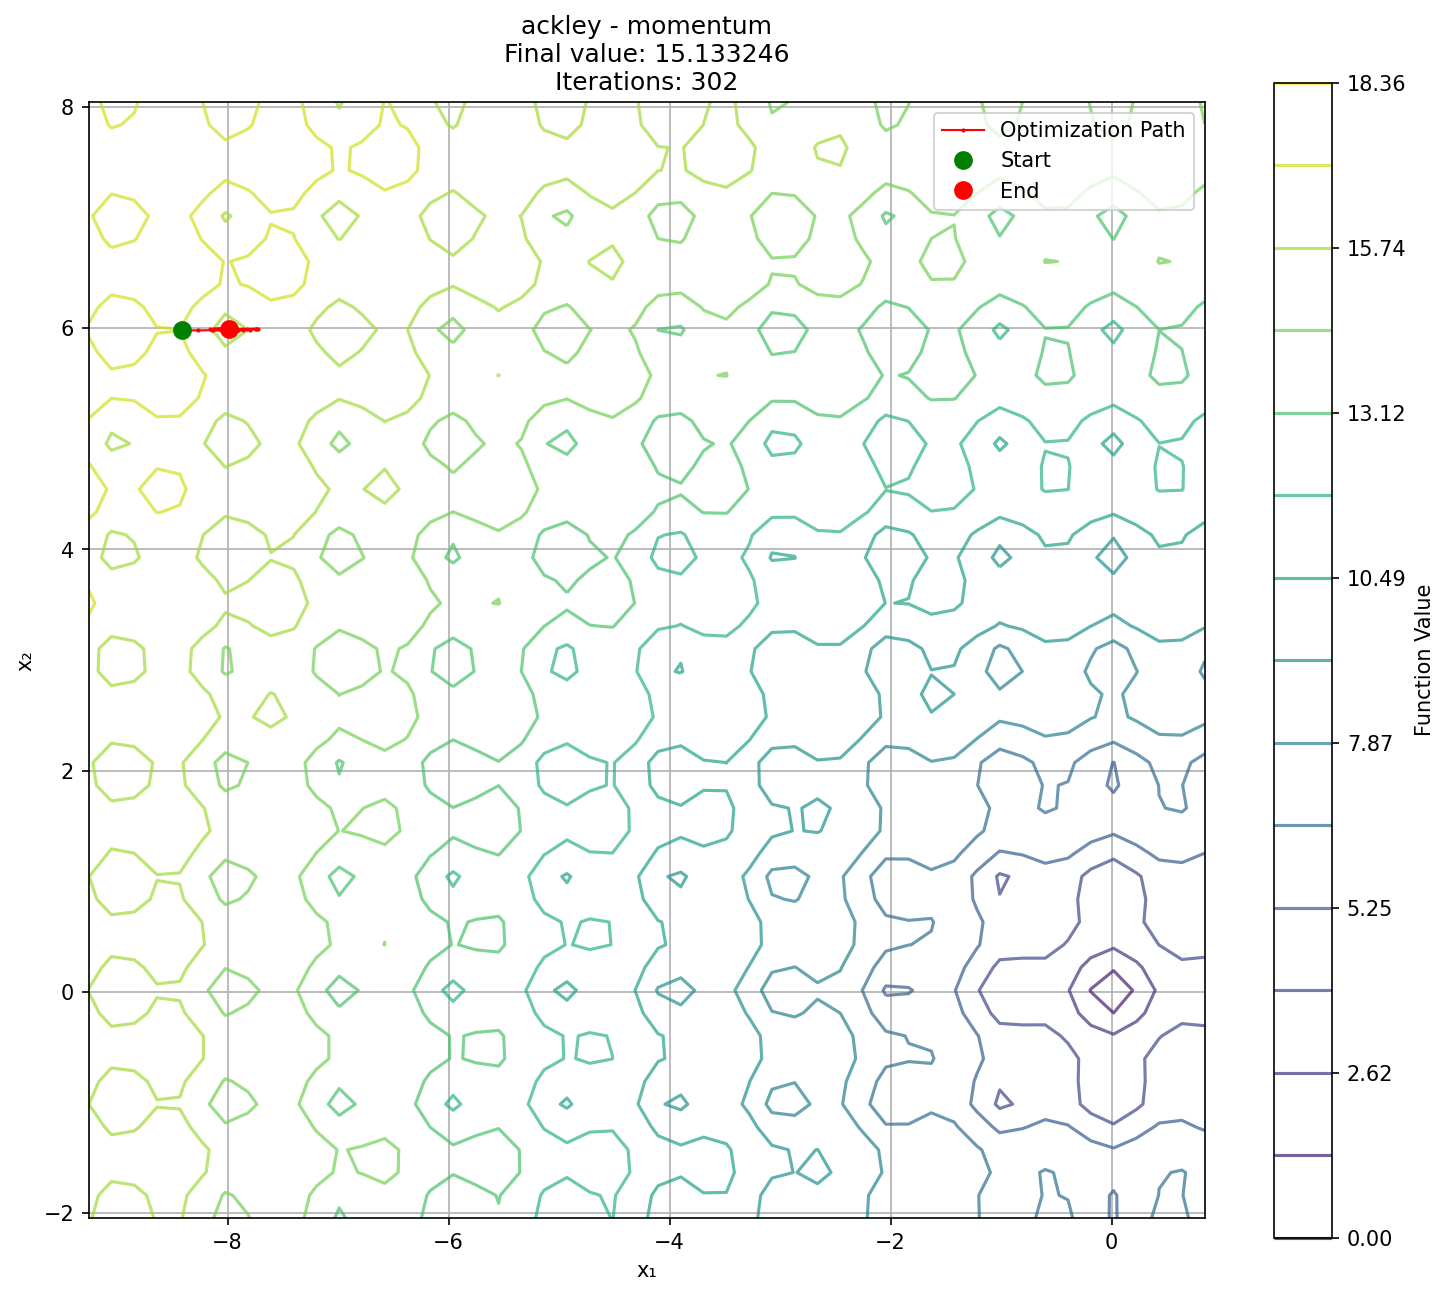 ackley - momentum
Final value: 15.133246
Iterations: 302
Optimization Path
Start
End
8
6
4
2
0
−2
x₂
−8
−6
−4
−2
0
x₁
18.36
15.74
13.12
10.49
7.87
5.25
2.62
0.00
Function Value